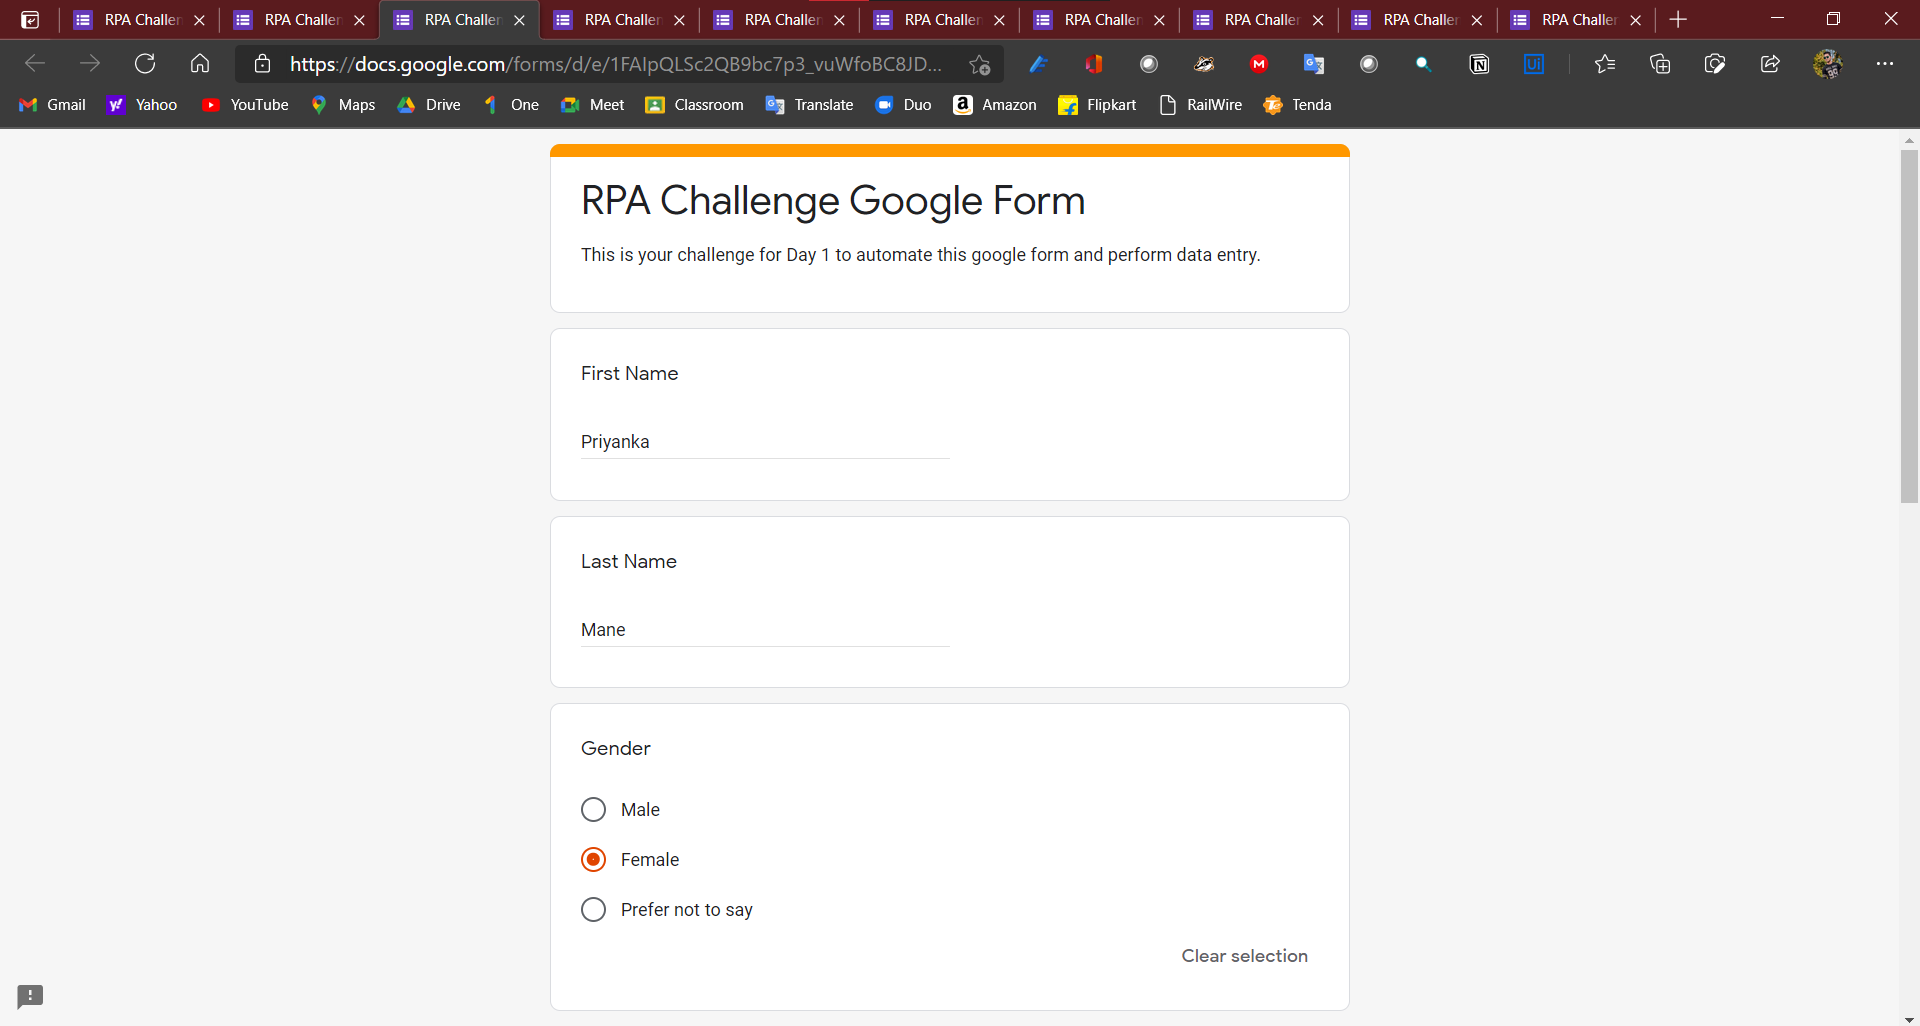 RPA Challen RPA Challen RPA Challen RPA Challen RPA Challen RPA Challen RPA Challen RPA Challen RPA Challen RPA Challen
https://docs.google.com/forms/d/e/1FAIpQLSc2QB9bc7p3_vuWfoBC8JD...
Gmail Yahoo YouTube Maps Drive One Meet Classroom Translate Duo Amazon Flipkart RailWire Tenda
RPA Challenge Google Form
This is your challenge for Day 1 to automate this google form and perform data entry.
First Name
Priyanka
Last Name
Mane
Gender
Male
Female
Prefer not to say
Clear selection